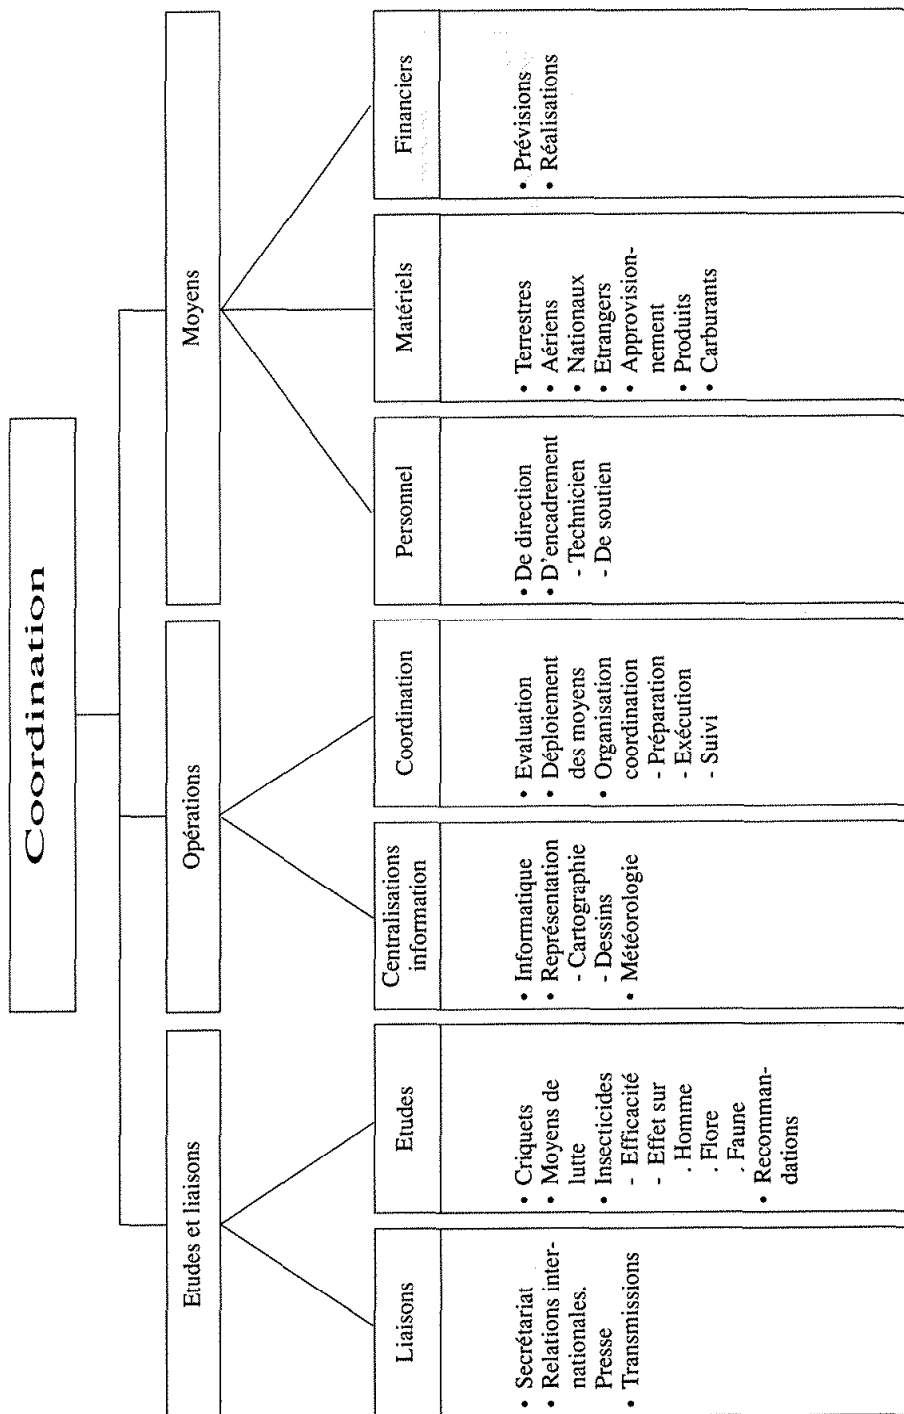 Coordination
Etudes et liaisons
Opérations
Moyens
Liaisons
• Secrétariat
• Relations inter-
nationales.
Presse
• Transmissions
Etudes
• Criquets
• Moyens de
lutte
• Insecticides
- Efficacité
- Effet sur
. Homme
. Flore
. Faune
• Recomman-
dations
Centralisations
information
• Informatique
• Représentation
- Cartographie
- Dessins
• Météorologie
Coordination
• Evaluation
• Déploiement
des moyens
• Organisation
coordination
- Préparation
- Exécution
- Suivi
Personnel
• De direction
• D'encadrement
- Technicien
- De soutien
Matériels
• Terrestres
• Aériens
• Nationaux
• Etrangers
• Approvision-
nement
• Produits
• Carburants
Financiers
• Prévisions
• Réalisations